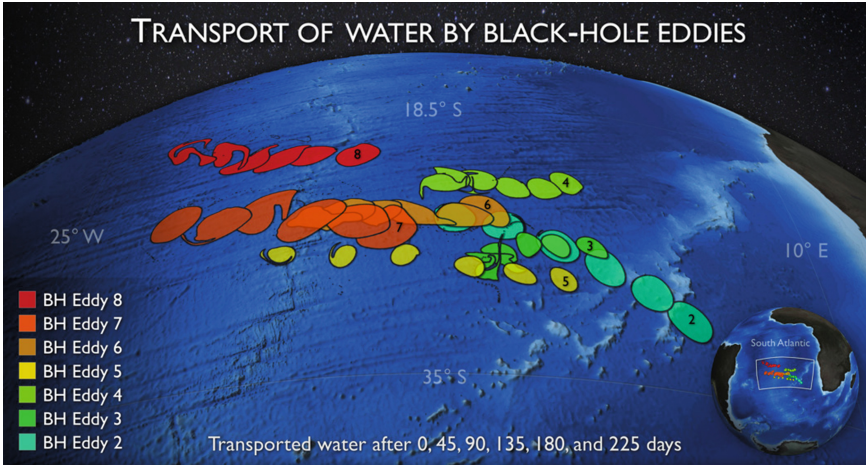 TRANSPORT OF WATER BY BLACK-HOLE EDDIES
18.5° S
8
4
6
7
3
25° W
10° E
5
2
BH Eddy 8
BH Eddy 7
BH Eddy 6
BH Eddy 5
BH Eddy 4
BH Eddy 3
BH Eddy 2
South Atlantic
35° S
Transported water after 0, 45, 90, 135, 180, and 225 days